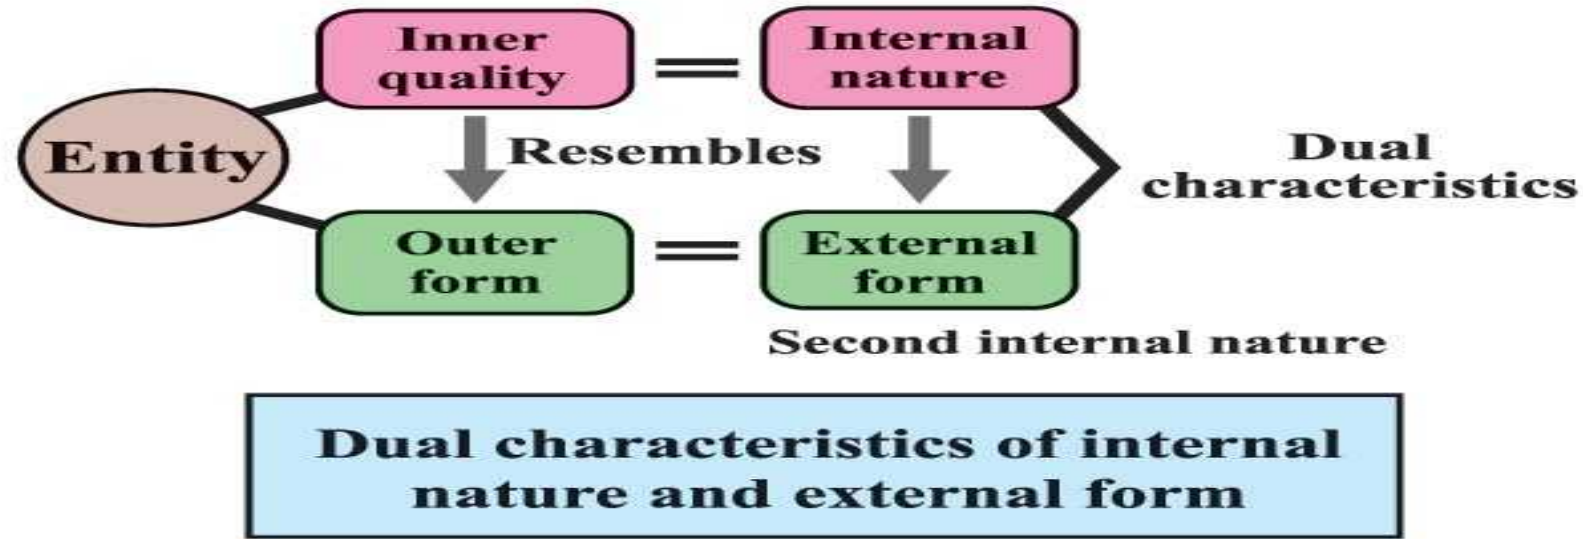 Inner
quality
Internal
nature
Entity
Resembles
Dual
characteristics
Outer
form
External
form
Second internal nature
Dual characteristics of internal
nature and external form